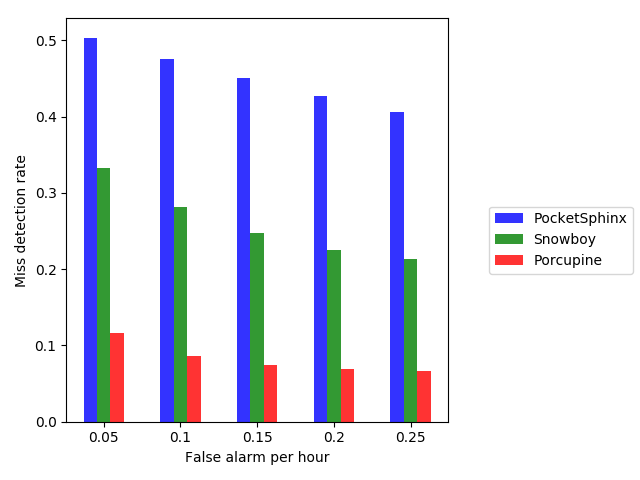 0.5
0.4
0.3
0.2
0.1
0.0
Miss detection rate
0.05 0.1 0.15 0.2 0.25
False alarm per hour
PocketSphinx
Snowboy
Porcupine